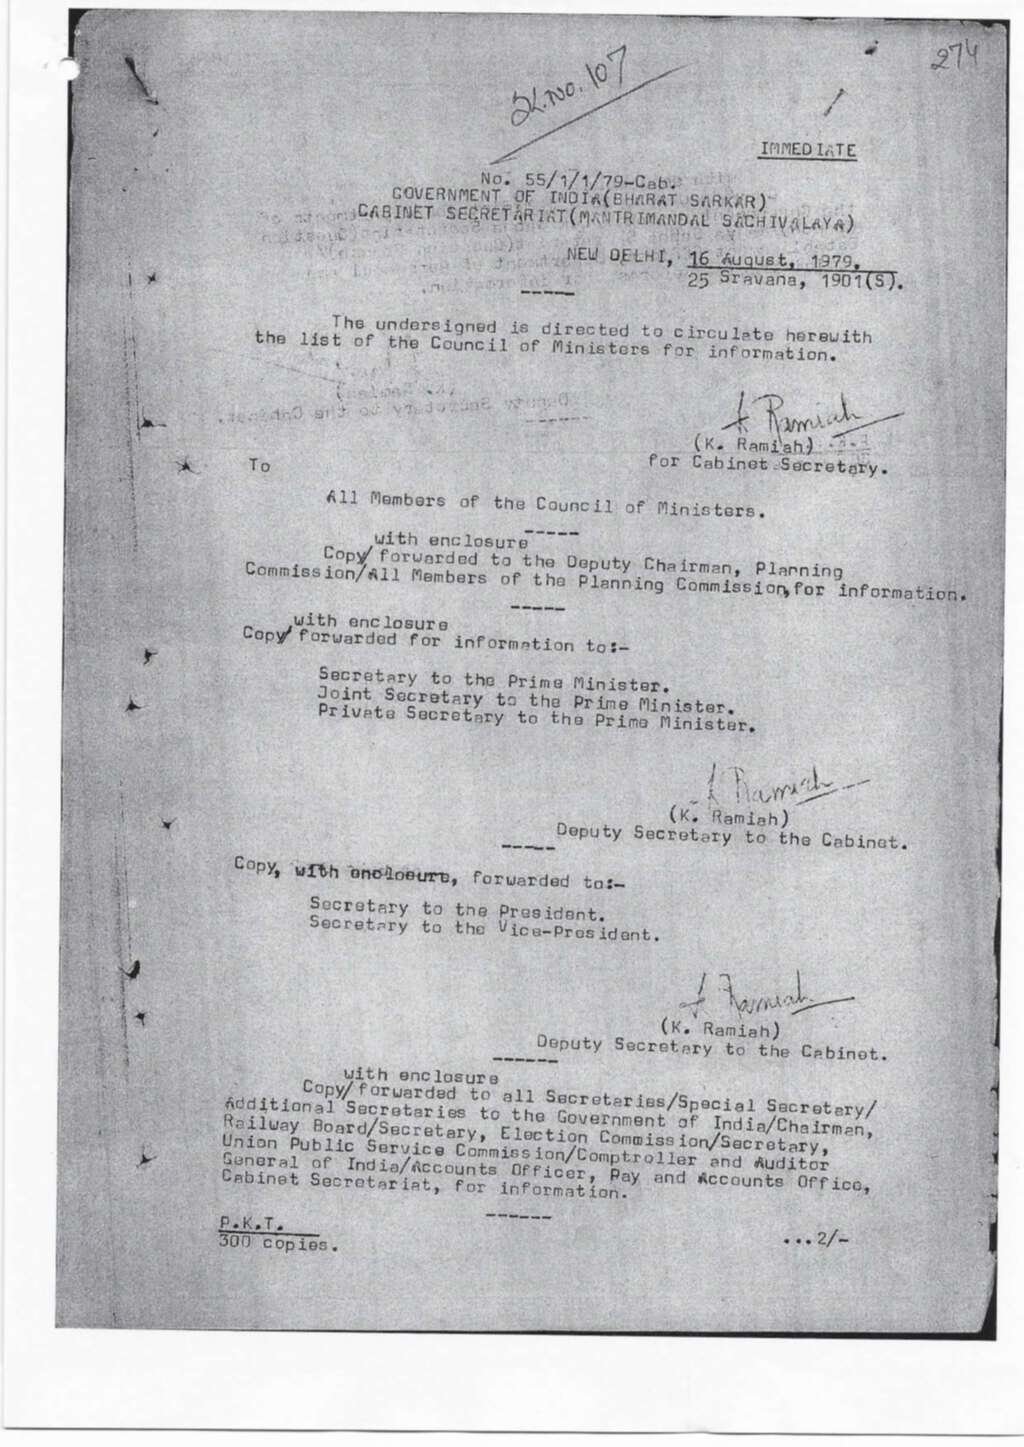 274
Sl.No. 107
IMMEDIATE
No. 55/1/1/79-Cab.
GOVERNMENT OF INDIA(BHARAT SARKAR)
CABINET SECRETARIAT(MANTRIMANDAL SACHIVALAYA)
NEW DELHI, 16 August, 1979.
25 Sravana, 1901(S).
-----
The undersigned is directed to circulate herewith
the list of the Council of Ministers for information.
K Ramiah
(K. Ramiah)
for Cabinet Secretary.
To
All Members of the Council of Ministers.
-----
with enclosure
Copy/forwarded to the Deputy Chairman, Planning
Commission/All Members of the Planning Commission,for information.
-----
with enclosure
Copy/forwarded for information to:-
Secretary to the Prime Minister.
Joint Secretary to the Prime Minister.
Private Secretary to the Prime Minister.
K Ramiah
(K. Ramiah)
Deputy Secretary to the Cabinet.
-----
Copy, with enclosure, forwarded to:-
Secretary to the President.
Secretary to the Vice-President.
K Ramiah
(K. Ramiah)
Deputy Secretary to the Cabinet.
------
with enclosure
Copy/forwarded to all Secretaries/Special Secretary/
Additional Secretaries to the Government of India/Chairman,
Railway Board/Secretary, Election Commission/Secretary,
Union Public Service Commission/Comptroller and Auditor
General of India/Accounts Officer, Pay and Accounts Office,
Cabinet Secretariat, for information.
------
P.K.T.
300 copies.
...2/-